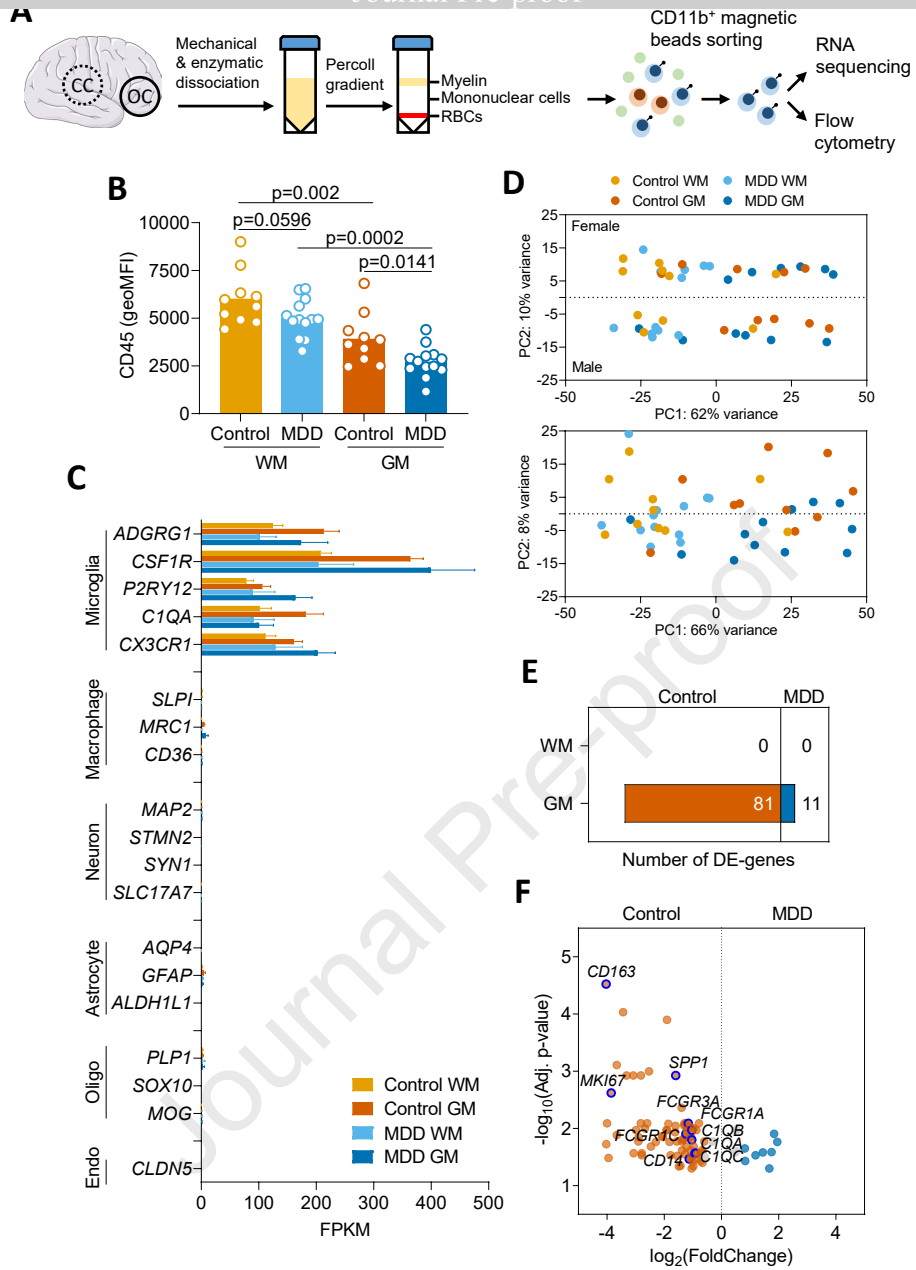 Journal Pre-proof
A
CC
OC
Mechanical
& enzymatic
dissociation
Percoll
gradient
Myelin
Mononuclear cells
RBCs
CD11b⁺ magnetic
beads sorting
RNA
sequencing
Flow
cytometry
B
p=0.002
p=0.0596
p=0.0002
p=0.0141
CD45 (geoMFI)
10000
7500
5000
2500
0
Control MDD Control MDD
WM GM
D
Control WM MDD WM
Control GM MDD GM
PC2: 10% variance
25
15
5
-5
-15
-25
Female
Male
-50 -25 0 25 50
PC1: 62% variance
PC2: 8% variance
25
15
5
-5
-15
-25
-50 -25 0 25 50
PC1: 66% variance
C
Microglia
ADGRG1
CSF1R
P2RY12
C1QA
CX3CR1
Macrophage
SLPI
MRC1
CD36
Neuron
MAP2
STMN2
SYN1
SLC17A7
Astrocyte
AQP4
GFAP
ALDH1L1
Oligo
PLP1
SOX10
MOG
Endo
CLDN5
Control WM
Control GM
MDD WM
MDD GM
0 100 200 300 400 500
FPKM
E
Control MDD
WM 0 0
GM 81 11
Number of DE-genes
F
Control MDD
-log₁₀(Adj. p-value)
5
4
3
2
1
CD163
SPP1
MKI67
FCGR3A
FCGR1A
FCGR1C
C1QB
C1QA
CD14
C1QC
-4 -2 0 2 4
log₂(FoldChange)
Journal Pre-proof